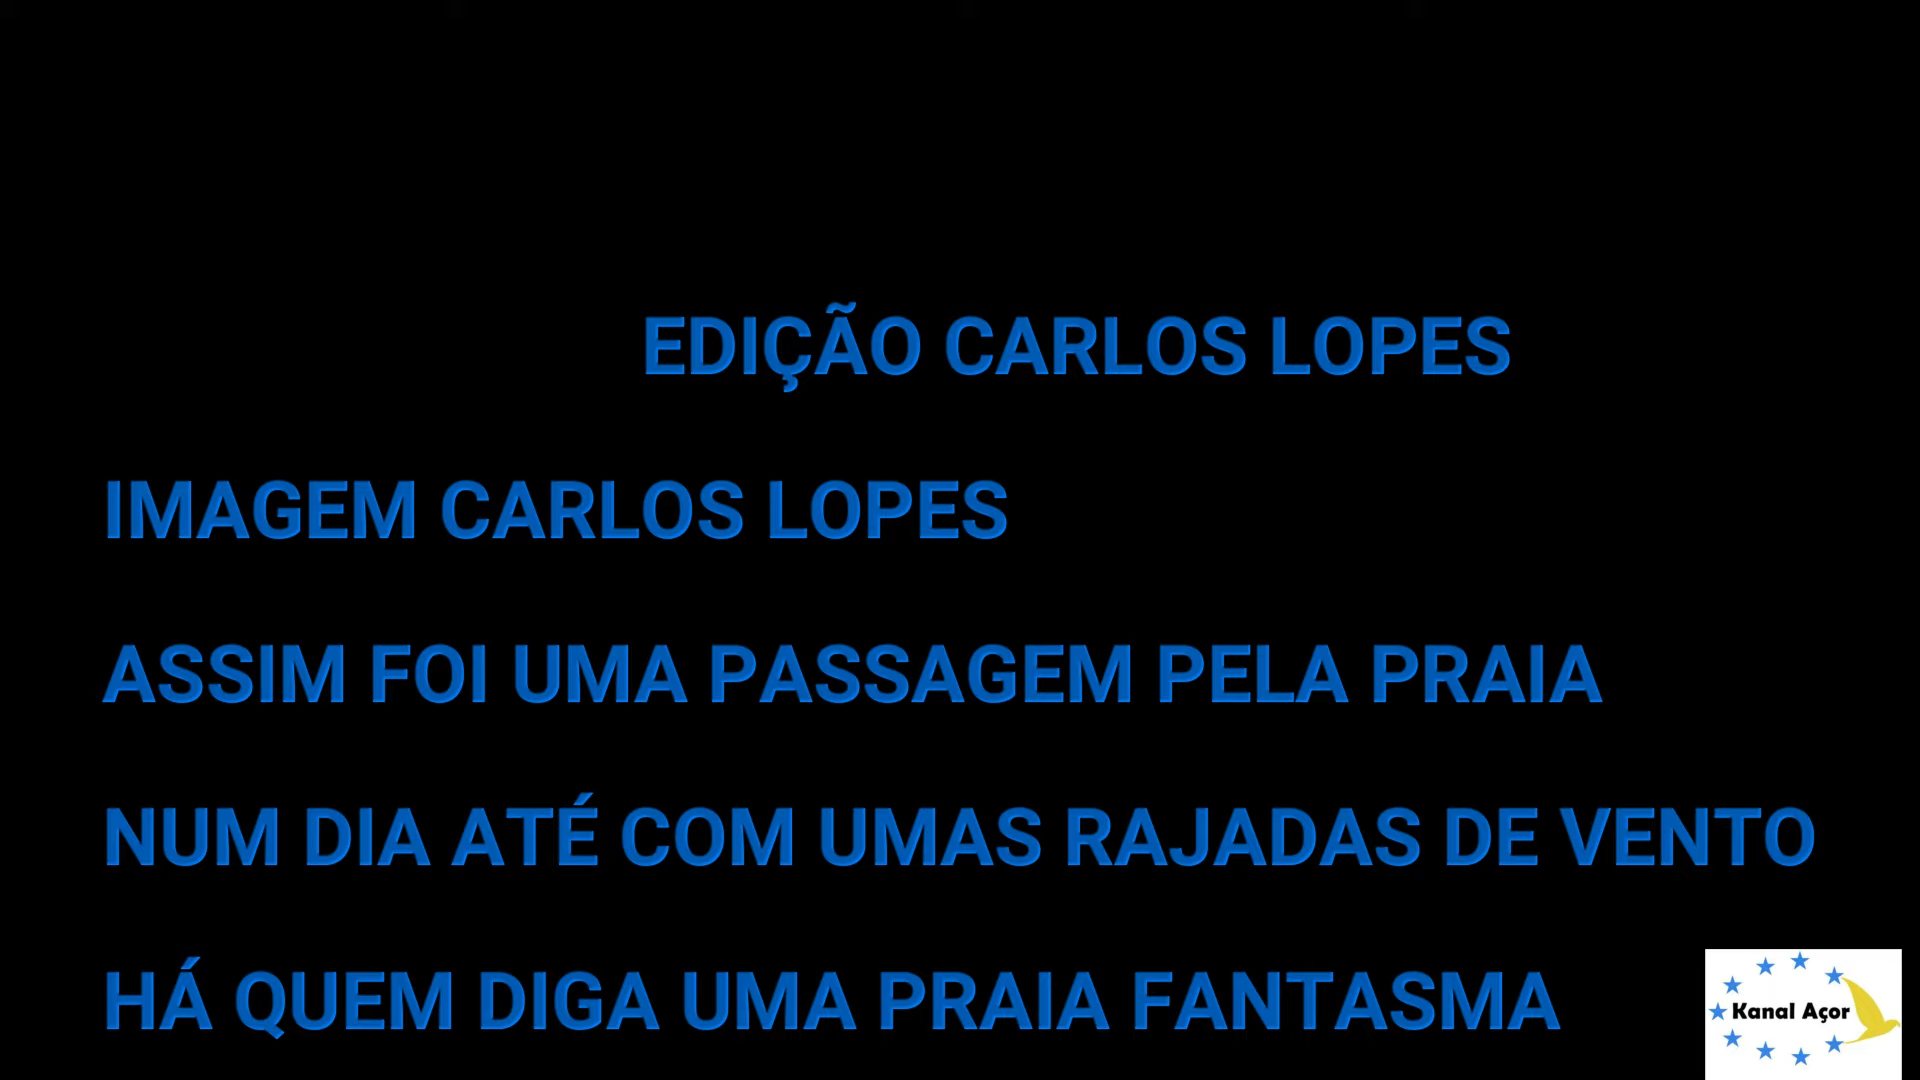 EDIÇÃO CARLOS LOPES
IMAGEM CARLOS LOPES
ASSIM FOI UMA PASSAGEM PELA PRAIA
NUM DIA ATÉ COM UMAS RAJADAS DE VENTO
HÁ QUEM DIGA UMA PRAIA FANTASMA
Kanal Açor